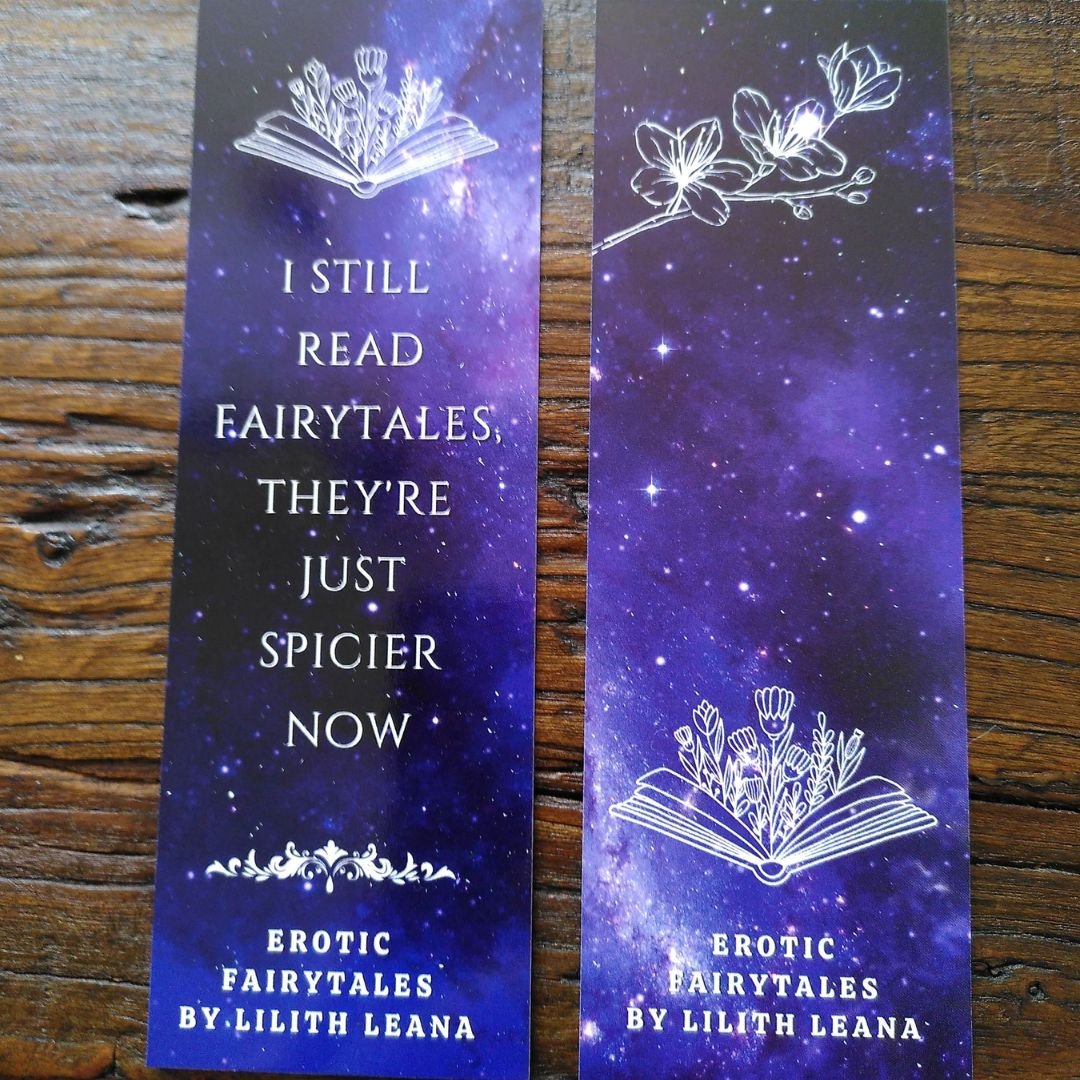 I STILL
READ
FAIRYTALES,
THEY'RE
JUST
SPICIER
NOW
EROTIC
FAIRYTALES
BY LILITH LEANA
EROTIC
FAIRYTALES
BY LILITH LEANA